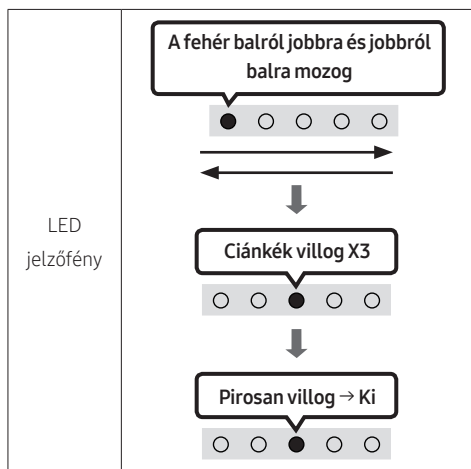 A fehér balról jobbra és jobbról
balra mozog
LED
jelzőfény
Ciánkék villog X3
Pirosan villog → Ki